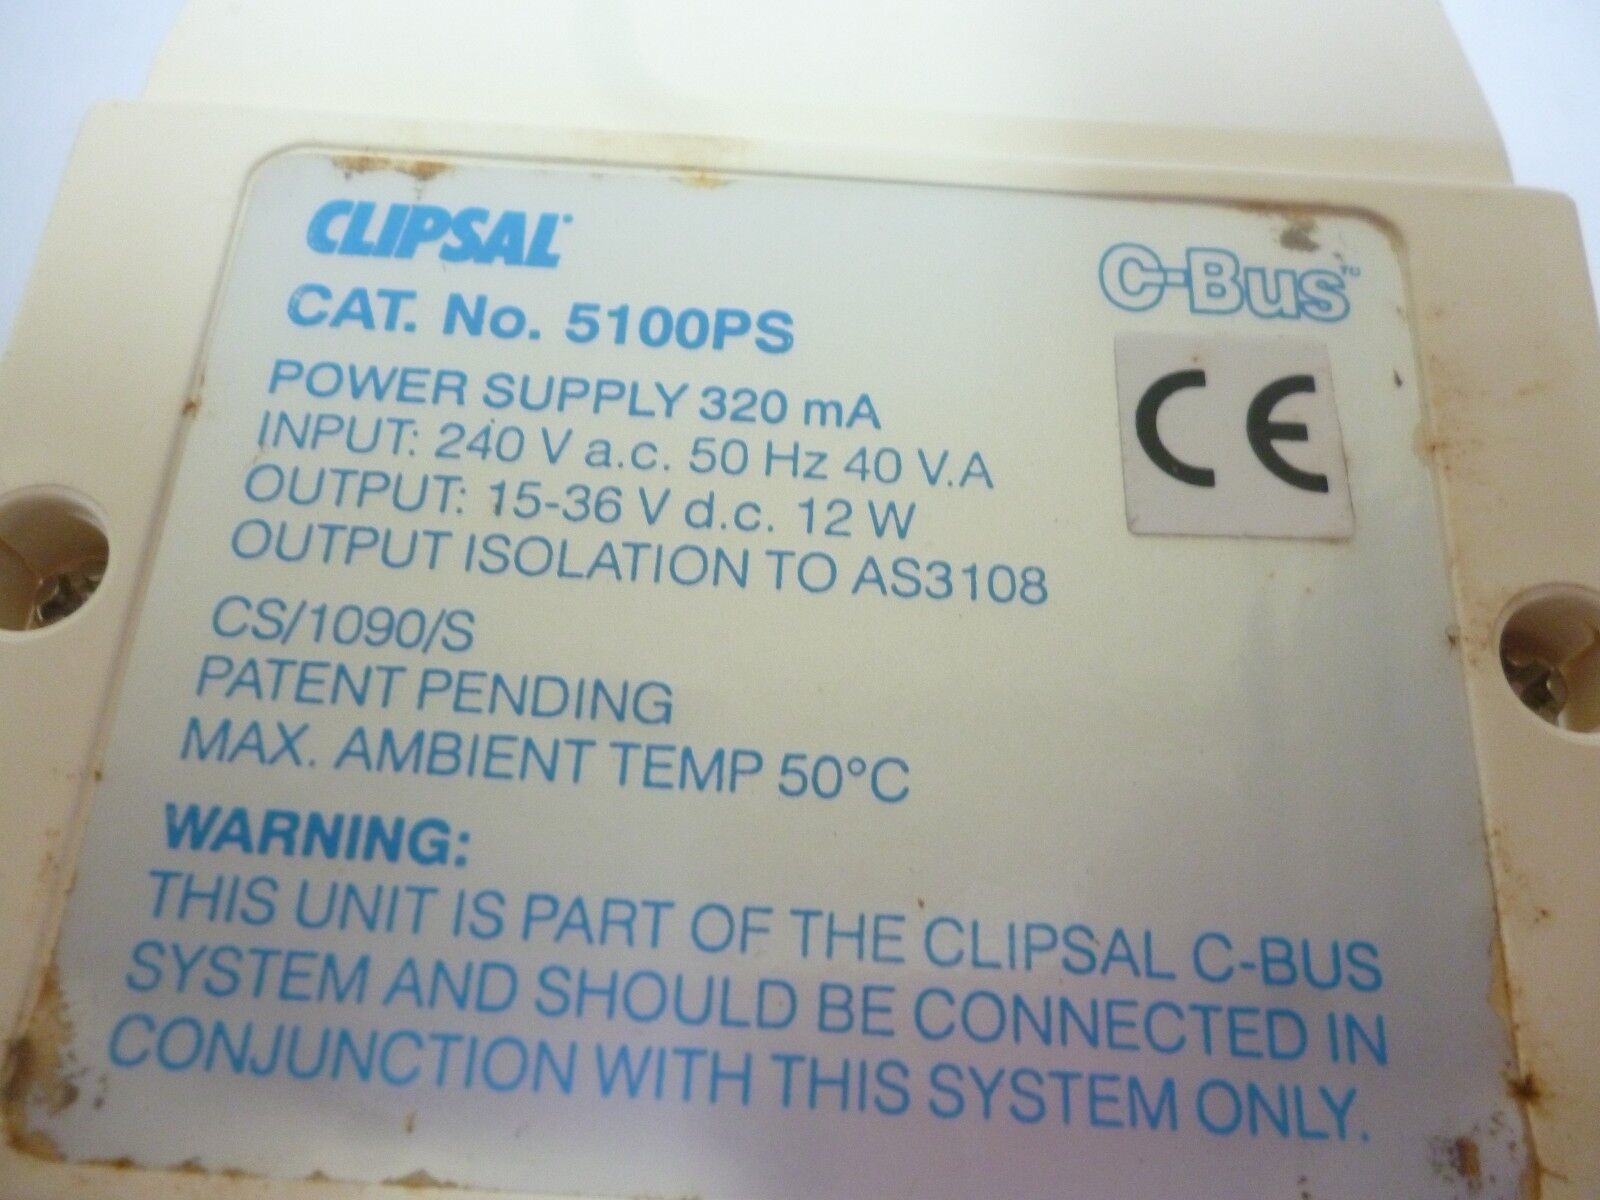 CLIPSAL
C-Bus™
CAT. No. 5100PS
CE
POWER SUPPLY 320 mA
INPUT: 240 V a.c. 50 Hz 40 V.A
OUTPUT: 15-36 V d.c. 12 W
OUTPUT ISOLATION TO AS3108
CS/1090/S
PATENT PENDING
MAX. AMBIENT TEMP 50°C
WARNING:
THIS UNIT IS PART OF THE CLIPSAL C-BUS
SYSTEM AND SHOULD BE CONNECTED IN
CONJUNCTION WITH THIS SYSTEM ONLY.